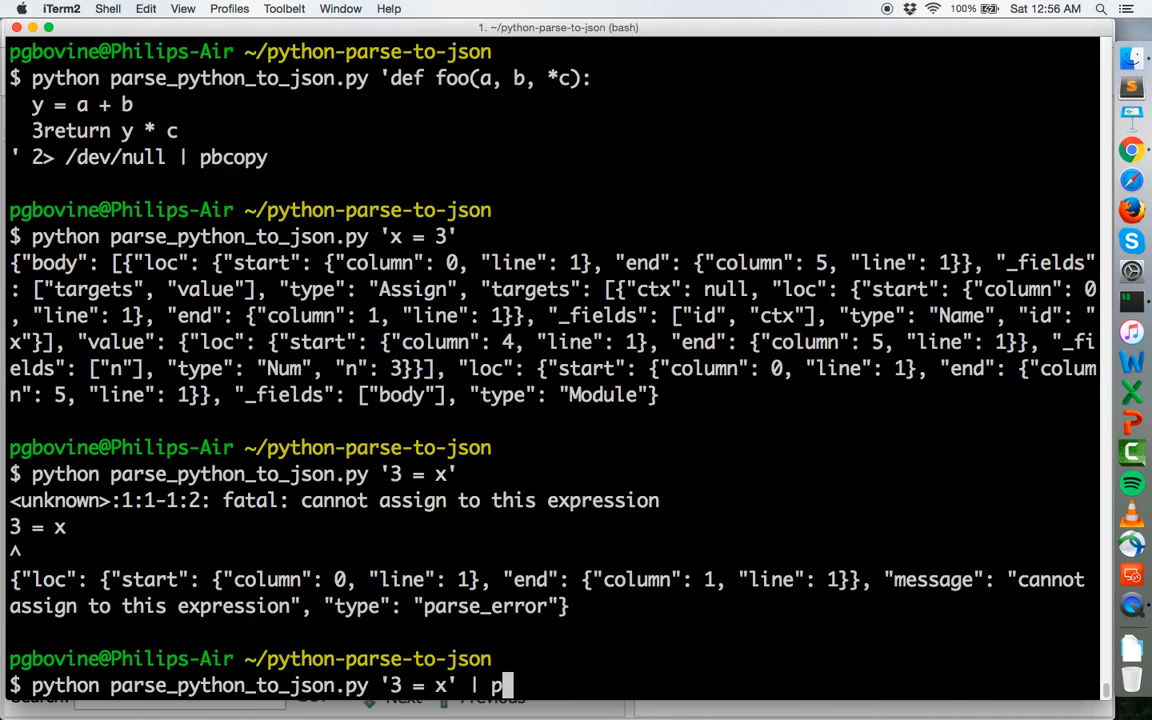 iTerm2 Shell Edit View Profiles Toolbelt Window Help 100% Sat 12:56 AM
1. ~/python-parse-to-json (bash)
pgbovine@Philips-Air ~/python-parse-to-json
$ python parse_python_to_json.py 'def foo(a, b, *c):
  y = a + b
  3return y * c
' 2> /dev/null | pbcopy
pgbovine@Philips-Air ~/python-parse-to-json
$ python parse_python_to_json.py 'x = 3'
{"body": [{"loc": {"start": {"column": 0, "line": 1}, "end": {"column": 5, "line": 1}}, "_fields"
: ["targets", "value"], "type": "Assign", "targets": [{"ctx": null, "loc": {"start": {"column": 0
, "line": 1}, "end": {"column": 1, "line": 1}}, "_fields": ["id", "ctx"], "type": "Name", "id": "
x"}], "value": {"loc": {"start": {"column": 4, "line": 1}, "end": {"column": 5, "line": 1}}, "_fi
elds": ["n"], "type": "Num", "n": 3}}], "loc": {"start": {"column": 0, "line": 1}, "end": {"colum
n": 5, "line": 1}}, "_fields": ["body"], "type": "Module"}
pgbovine@Philips-Air ~/python-parse-to-json
$ python parse_python_to_json.py '3 = x'
<unknown>:1:1-1:2: fatal: cannot assign to this expression
3 = x
^
{"loc": {"start": {"column": 0, "line": 1}, "end": {"column": 1, "line": 1}}, "message": "cannot
assign to this expression", "type": "parse_error"}
pgbovine@Philips-Air ~/python-parse-to-json
$ python parse_python_to_json.py '3 = x' | p